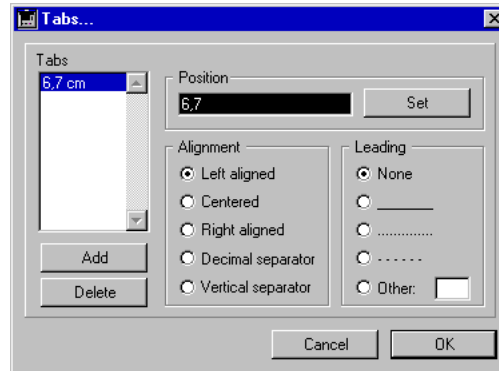 Tabs...
Tabs
6,7 cm
Add
Delete
Position
6,7
Set
Alignment
Left aligned
Centered
Right aligned
Decimal separator
Vertical separator
Leading
None
________
.............
- - - - - -
Other:
Cancel
OK